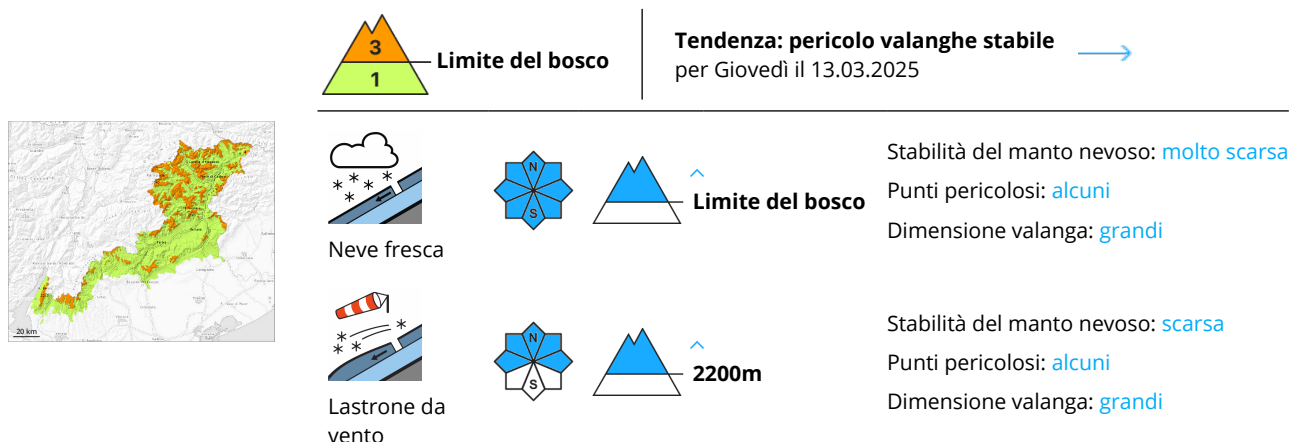 3
1
Limite del bosco
Tendenza: pericolo valanghe stabile
per Giovedì il 13.03.2025
20 km
Neve fresca
N
S
Limite del bosco
Stabilità del manto nevoso: molto scarsa
Punti pericolosi: alcuni
Dimensione valanga: grandi
Lastrone da
vento
N
S
2200m
Stabilità del manto nevoso: scarsa
Punti pericolosi: alcuni
Dimensione valanga: grandi